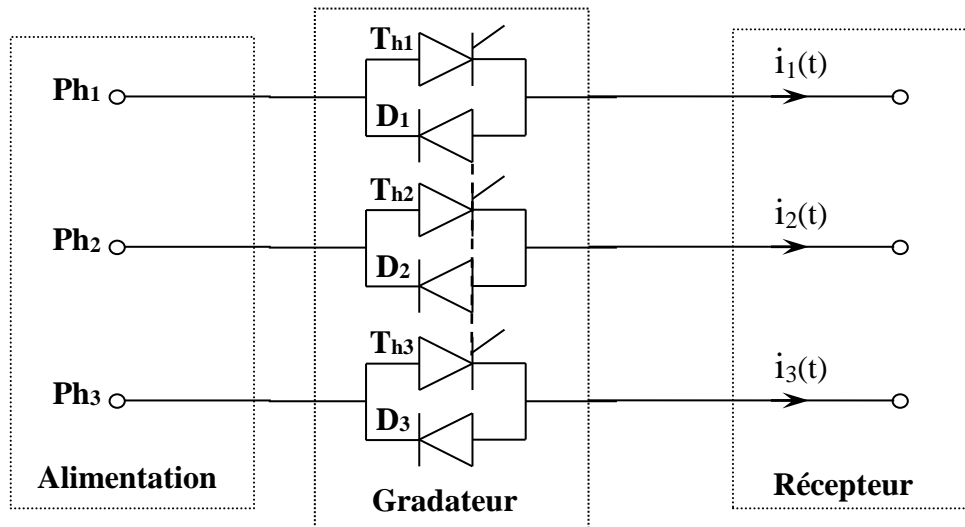 Th1
i1(t)
Ph1
D1
Th2
i2(t)
Ph2
D2
Th3
i3(t)
Ph3
D3
Alimentation
Gradateur
Récepteur